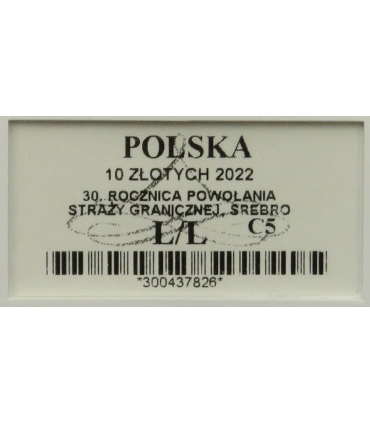 POLSKA
10 ZŁOTYCH 2022
30. ROCZNICA POWOŁANIA
STRAŻY GRANICZNEJ, SREBRO
L/L C5
*300437826*